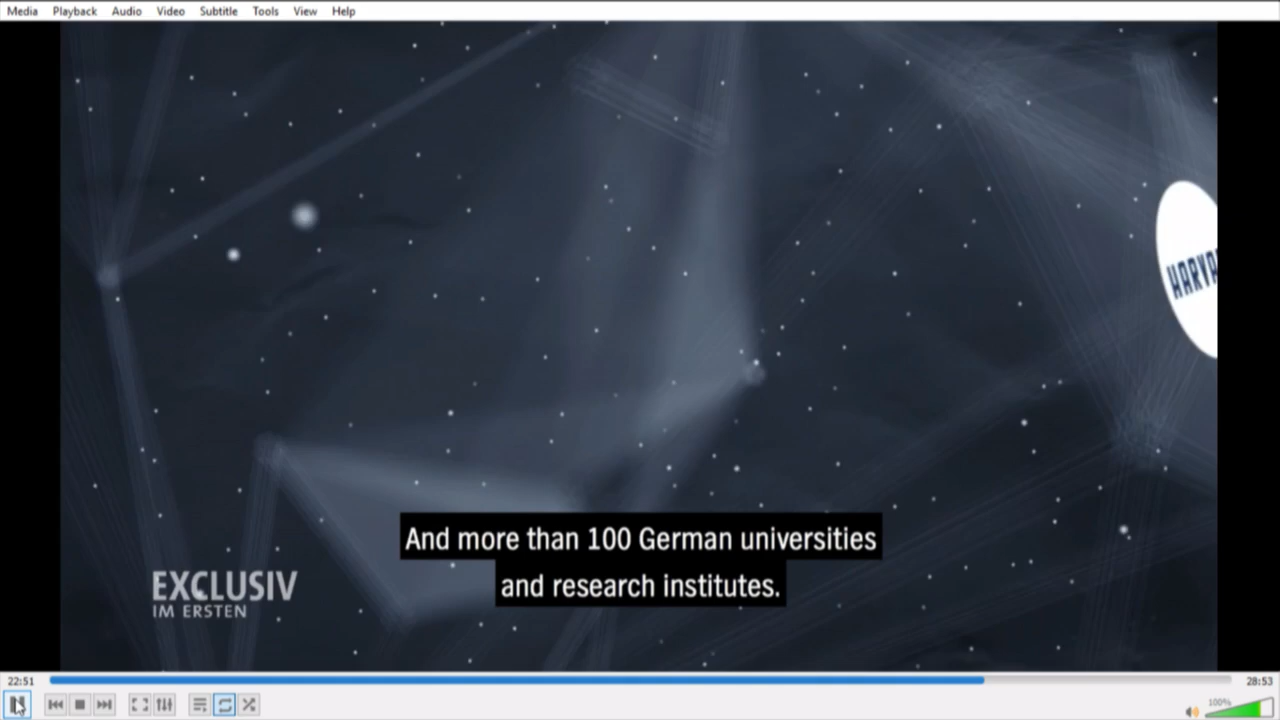 Media Playback Audio Video Subtitle Tools View Help
HARVA
And more than 100 German universities
and research institutes.
EXCLUSIV
IM ERSTEN
22:51 28:53
100%